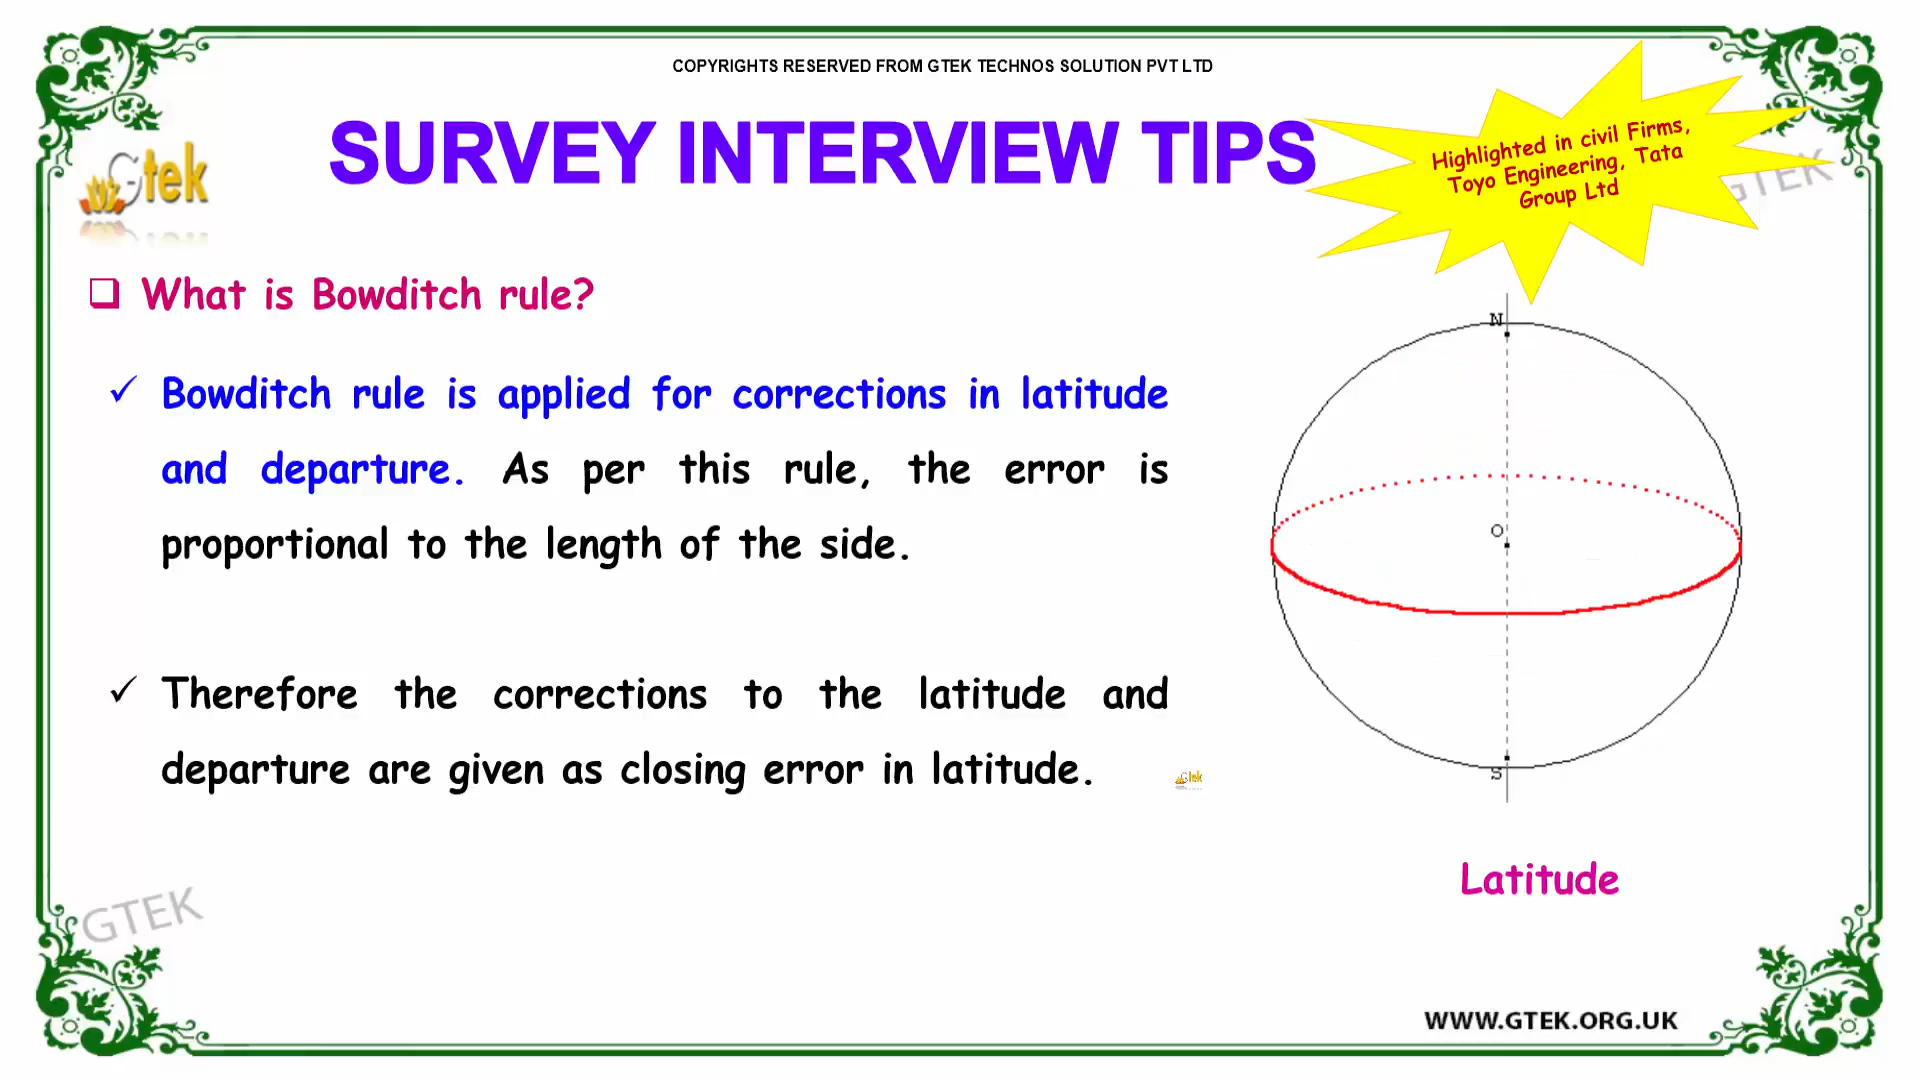 COPYRIGHTS RESERVED FROM GTEK TECHNOS SOLUTION PVT LTD
SURVEY INTERVIEW TIPS
Highlighted in civil Firms,
Toyo Engineering, Tata
Group Ltd
Gtek
GTEK
What is Bowditch rule?
Bowditch rule is applied for corrections in latitude
and departure. As per this rule, the error is
proportional to the length of the side.
Therefore the corrections to the latitude and
departure are given as closing error in latitude.
Gtek
N
O
S
Latitude
GTEK
WWW.GTEK.ORG.UK